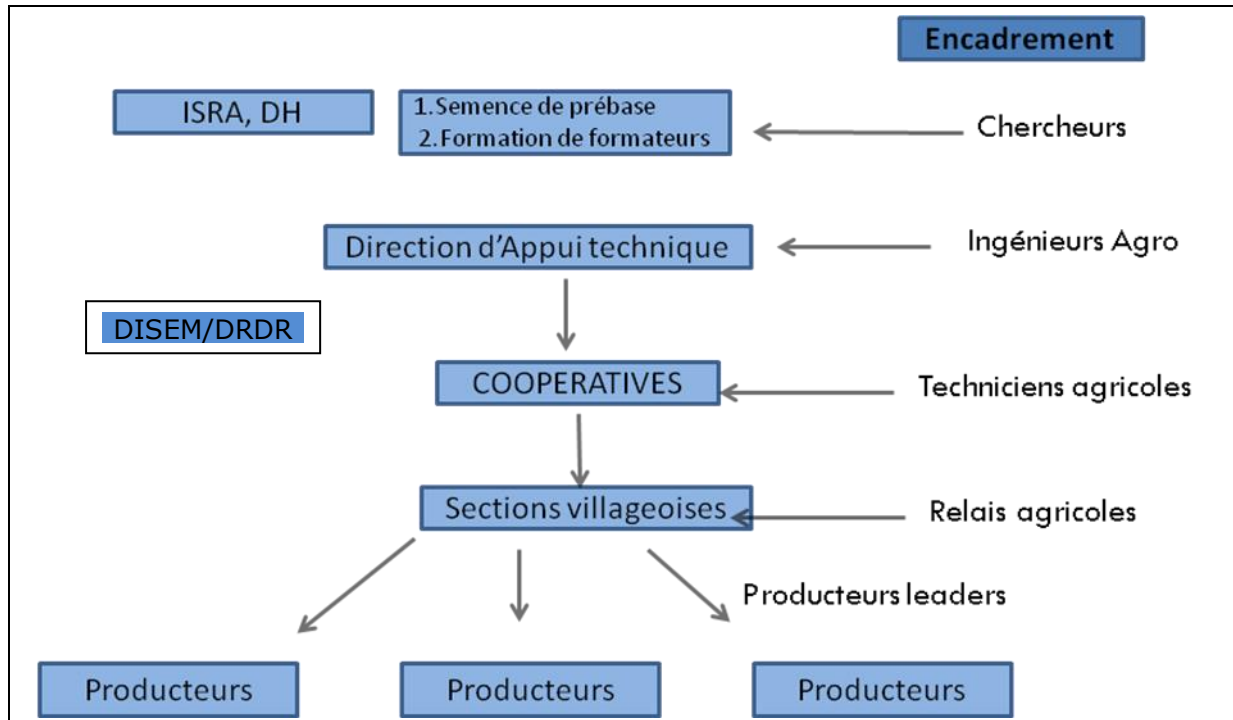 Encadrement
ISRA, DH
1.Semence de prébase
2.Formation de formateurs
Chercheurs
Direction d'Appui technique
Ingénieurs Agro
DISEM/DRDR
COOPERATIVES
Techniciens agricoles
Sections villageoises
Relais agricoles
Producteurs leaders
Producteurs
Producteurs
Producteurs